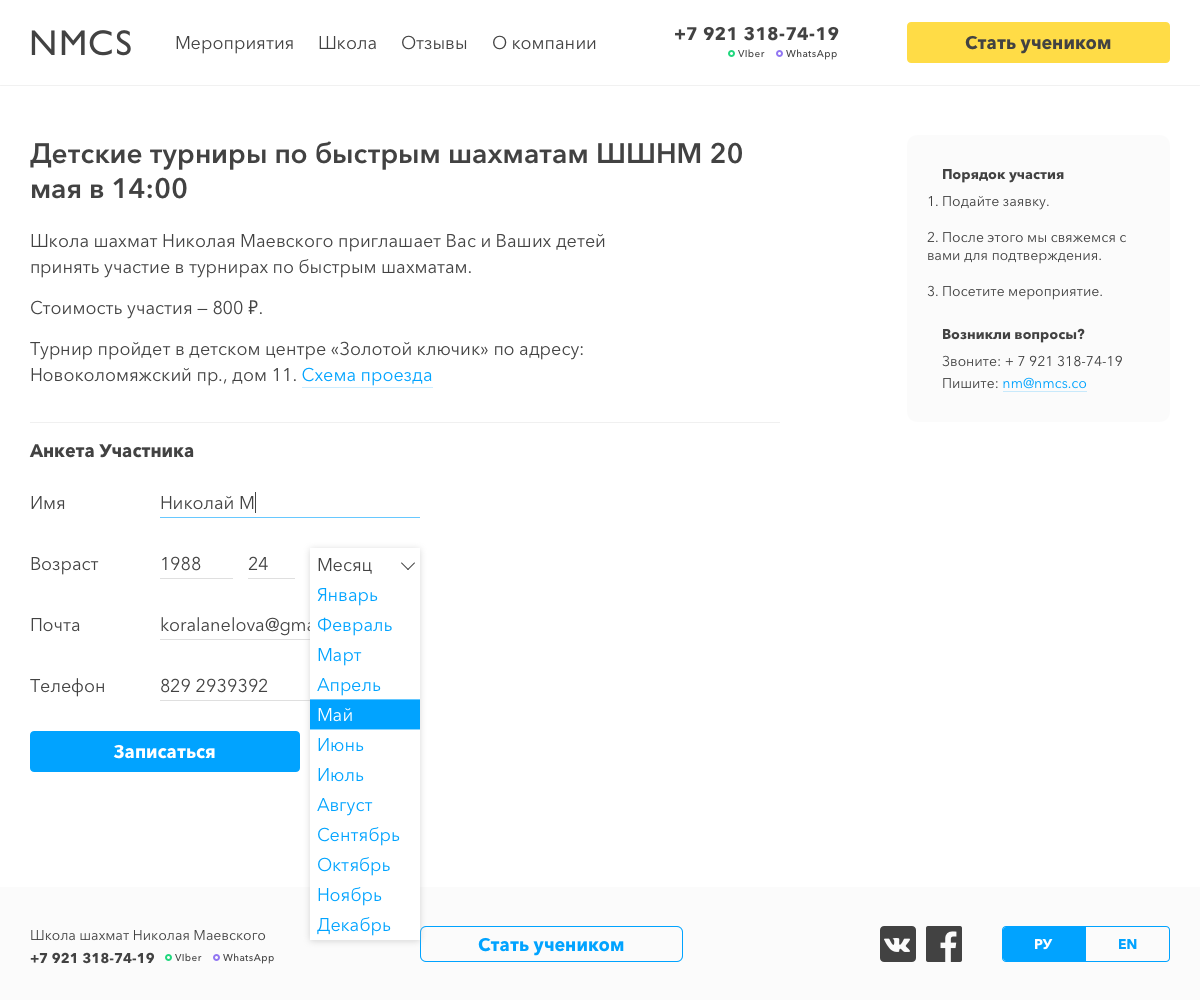 NMCS
Мероприятия Школа Отзывы О компании
+7 921 318-74-19
VIber WhatsApp
Стать учеником
Детские турниры по быстрым шахматам ШШНМ 20
мая в 14:00
Школа шахмат Николая Маевского приглашает Вас и Ваших детей
принять участие в турнирах по быстрым шахматам.
Стоимость участия — 800 ₽.
Турнир пройдет в детском центре «Золотой ключик» по адресу:
Новоколомяжский пр., дом 11. Схема проезда
Порядок участия
1. Подайте заявку.
2. После этого мы свяжемся с
вами для подтверждения.
3. Посетите мероприятие.
Возникли вопросы?
Звоните: + 7 921 318-74-19
Пишите: nm@nmcs.co
Анкета Участника
Имя Николай М
Возраст 1988 24 Месяц
Январь
Февраль
Март
Апрель
Май
Июнь
Июль
Август
Сентябрь
Октябрь
Ноябрь
Декабрь
Почта koralanelova@gma
Телефон 829 2939392
Записаться
Школа шахмат Николая Маевского
+7 921 318-74-19 VIber WhatsApp
Стать учеником
РУ EN